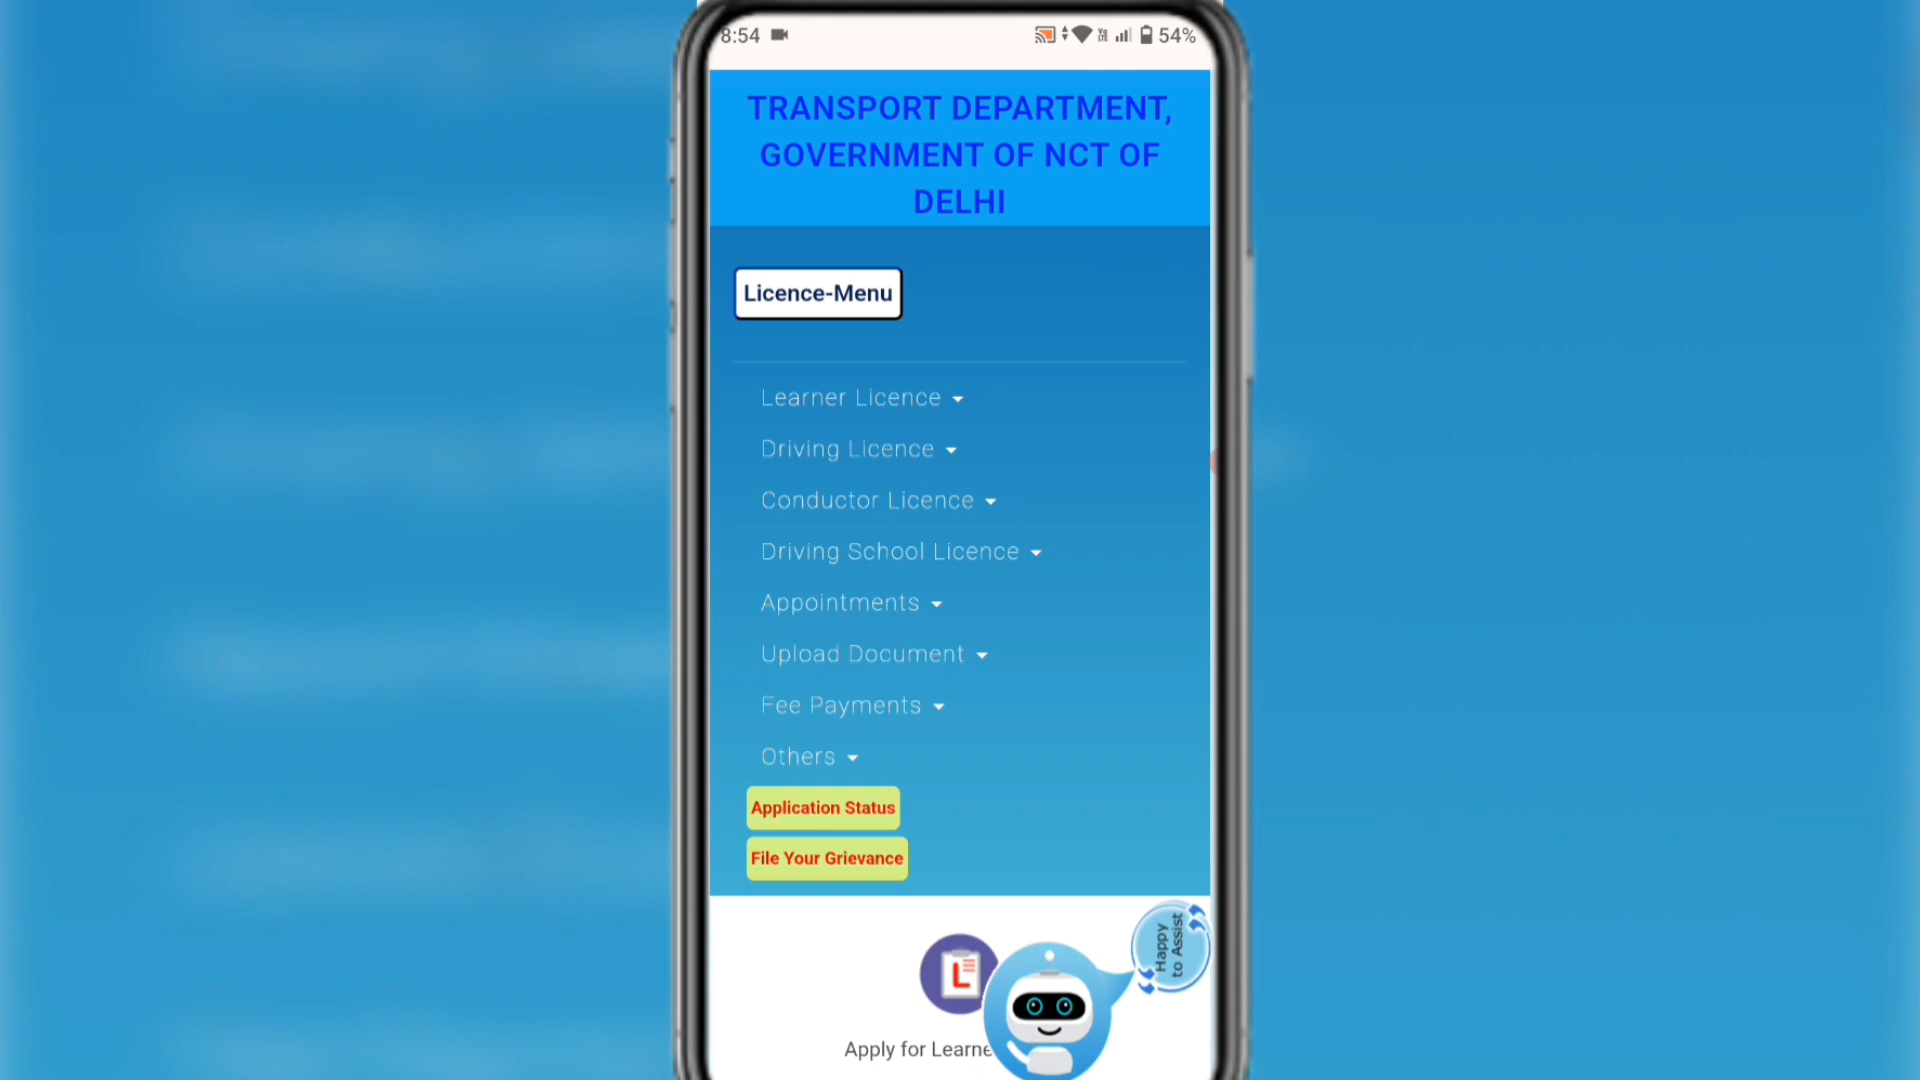 8:54
54%
TRANSPORT DEPARTMENT,
GOVERNMENT OF NCT OF
DELHI
Licence-Menu
Learner Licence
Driving Licence
Conductor Licence
Driving School Licence
Appointments
Upload Document
Fee Payments
Others
Application Status
File Your Grievance
Happy
to Assist
L
Apply for Learne